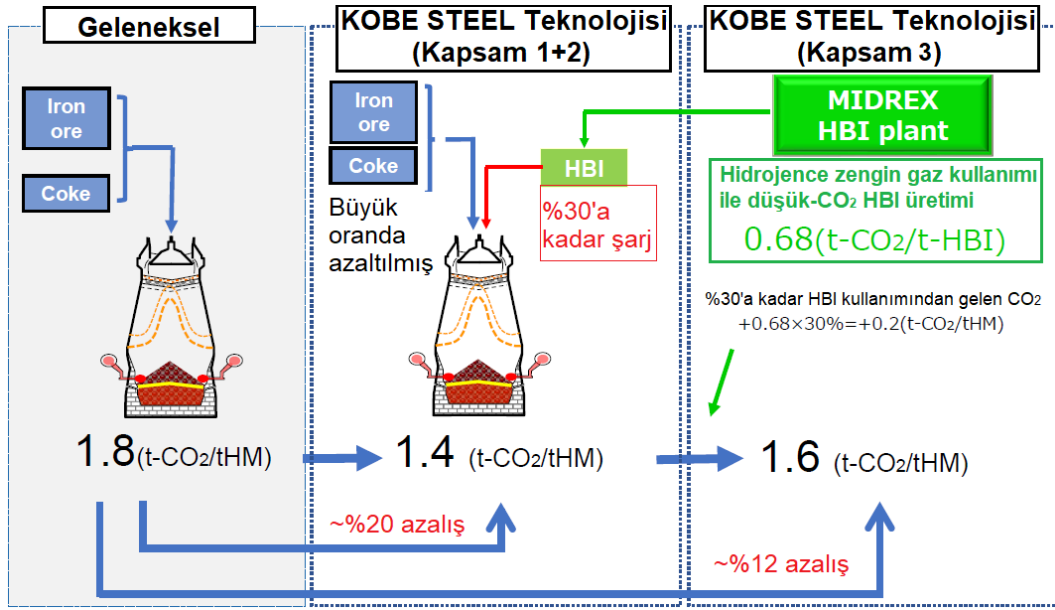 Geleneksel
Iron
ore
Coke
1.8(t-CO₂/tHM)
KOBE STEEL Teknolojisi
(Kapsam 1+2)
Iron
ore
Coke
Büyük
oranda
azaltılmış
HBI
%30'a
kadar şarj
1.4 (t-CO₂/tHM)
~%20 azalış
KOBE STEEL Teknolojisi
(Kapsam 3)
MIDREX
HBI plant
Hidrojence zengin gaz kullanımı
ile düşük-CO₂ HBI üretimi
0.68(t-CO₂/t-HBI)
%30'a kadar HBI kullanımından gelen CO₂
+0.68×30%=+0.2(t-CO₂/tHM)
1.6 (t-CO₂/tHM)
~%12 azalış